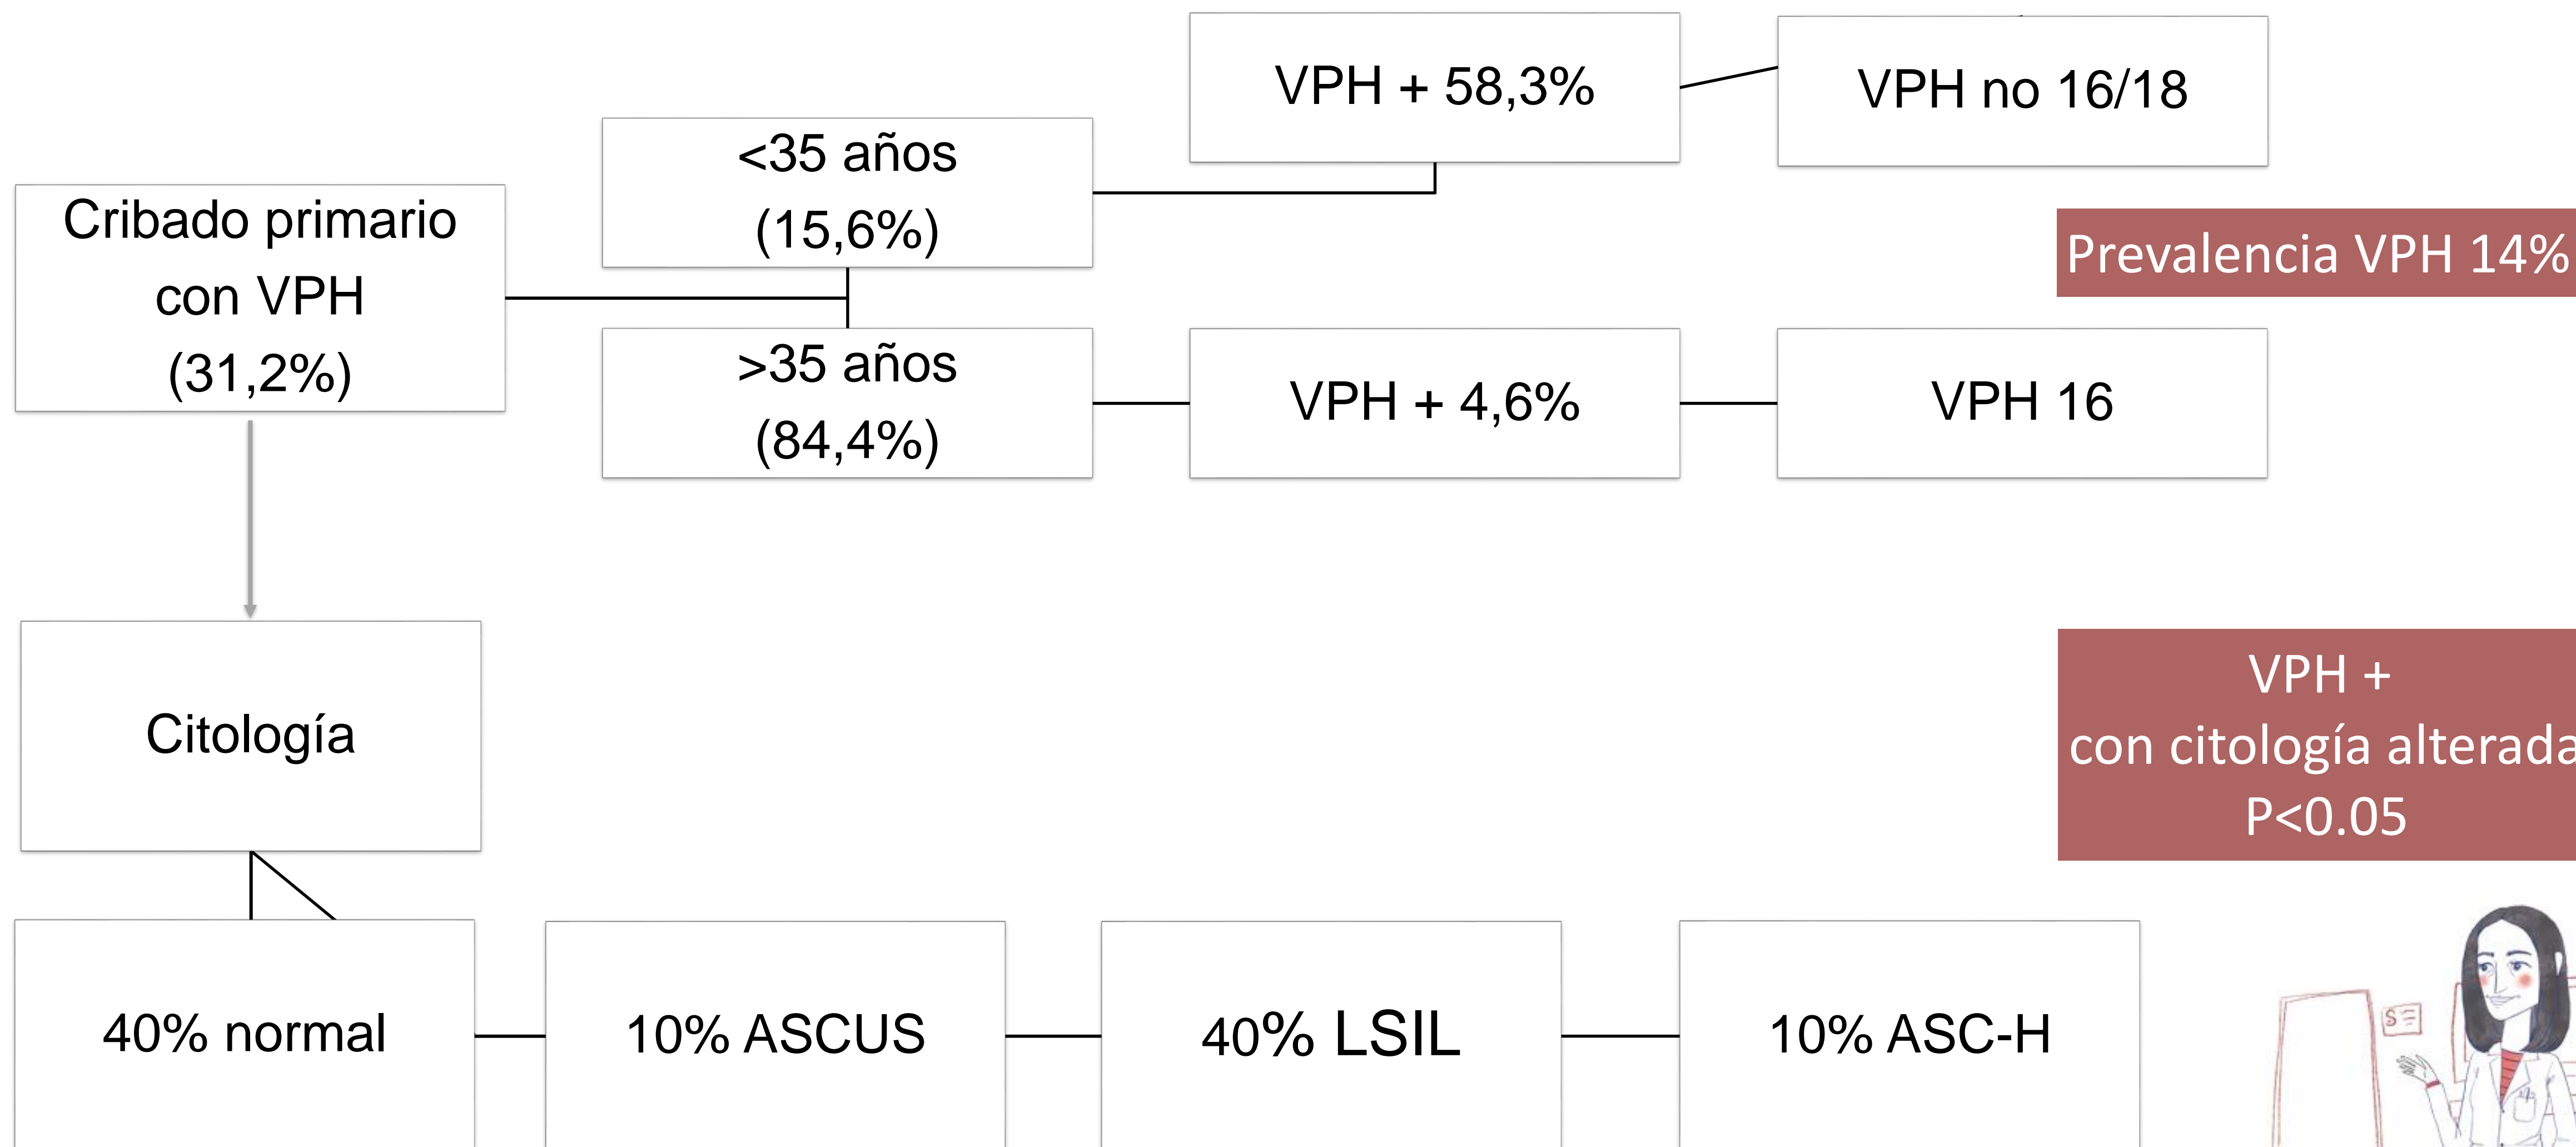 Cribado primario
con VPH
(31,2%)
<35 años
(15,6%)
VPH + 58,3%
VPH no 16/18
Prevalencia VPH 14%
>35 años
(84,4%)
VPH + 4,6%
VPH 16
Citología
VPH +
con citología alterada
P<0.05
40% normal
10% ASCUS
40% LSIL
10% ASC-H
S